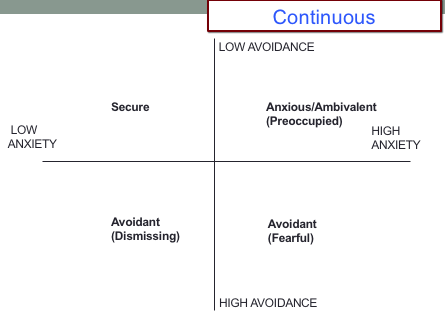 Continuous
LOW AVOIDANCE
Secure
Anxious/Ambivalent
(Preoccupied)
LOW
ANXIETY
HIGH
ANXIETY
Avoidant
(Dismissing)
Avoidant
(Fearful)
HIGH AVOIDANCE